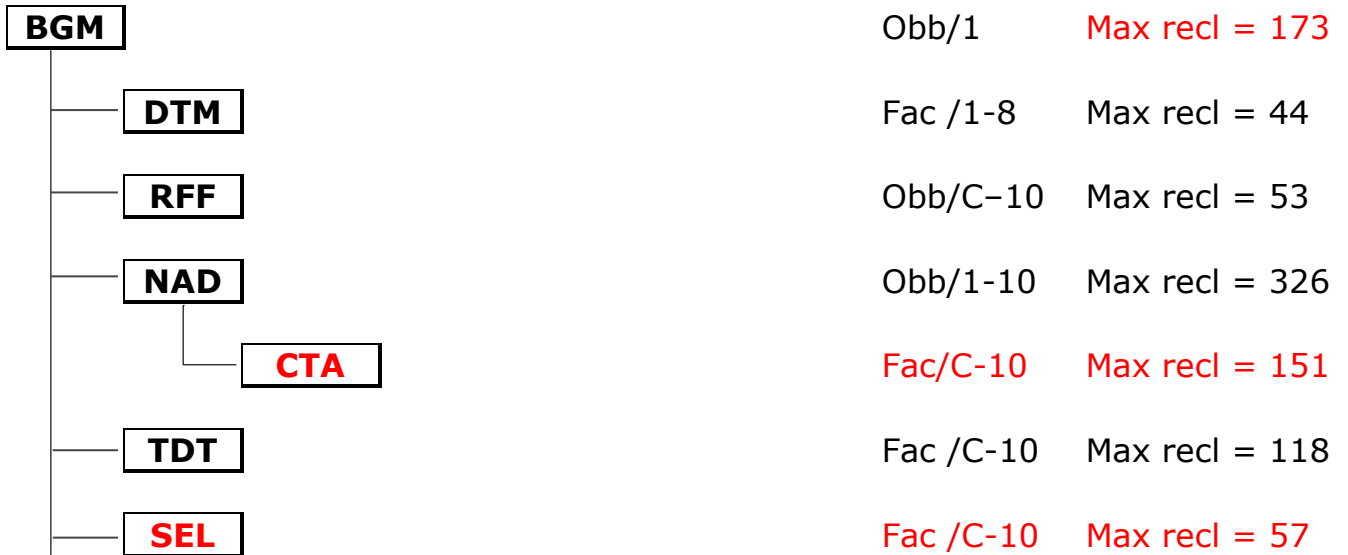 BGM Obb/1 Max recl = 173
DTM Fac /1-8 Max recl = 44
RFF Obb/C–10 Max recl = 53
NAD Obb/1-10 Max recl = 326
CTA Fac/C-10 Max recl = 151
TDT Fac /C-10 Max recl = 118
SEL Fac /C-10 Max recl = 57